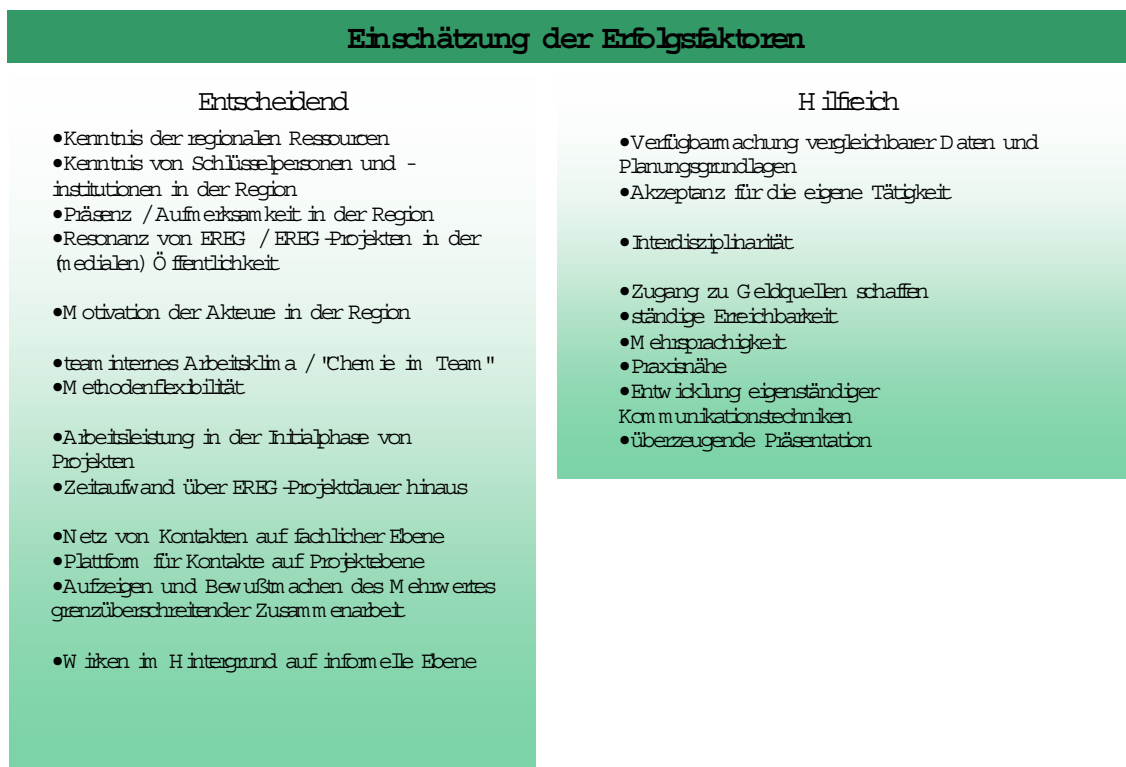 Einschätzung der Erfolgsfaktoren
Entscheidend
•Kenntnis der regionalen Ressourcen
•Kenntnis von Schlüsselpersonen und -
institutionen in der Region
•Präsenz / Aufmerksamkeit in der Region
•Resonanz von EREG / EREG-Projekten in der
(medialen) Öffentlichkeit
•Motivation der Akteure in der Region
•teaminternes Arbeitsklima / "Chemie im Team"
•Methodenflexibilität
•Arbeitsleistung in der Initialphase von
Projekten
•Zeitaufwand über EREG-Projektdauer hinaus
•Netz von Kontakten auf fachlicher Ebene
•Plattform für Kontakte auf Projektebene
•Aufzeigen und Bewußtmachen des Mehrwertes
grenzüberschreitender Zusammenarbeit
•Wirken im Hintergrund auf informelle Ebene
Hilfreich
•Verfügbarmachung vergleichbarer Daten und
Planungsgrundlagen
•Akzeptanz für die eigene Tätigkeit
•Interdisziplinarität
•Zugang zu Geldquellen schaffen
•ständige Erreichbarkeit
•Mehrsprachigkeit
•Praxisnähe
•Entwicklung eigenständiger
Kommunikationstechniken
•überzeugende Präsentation